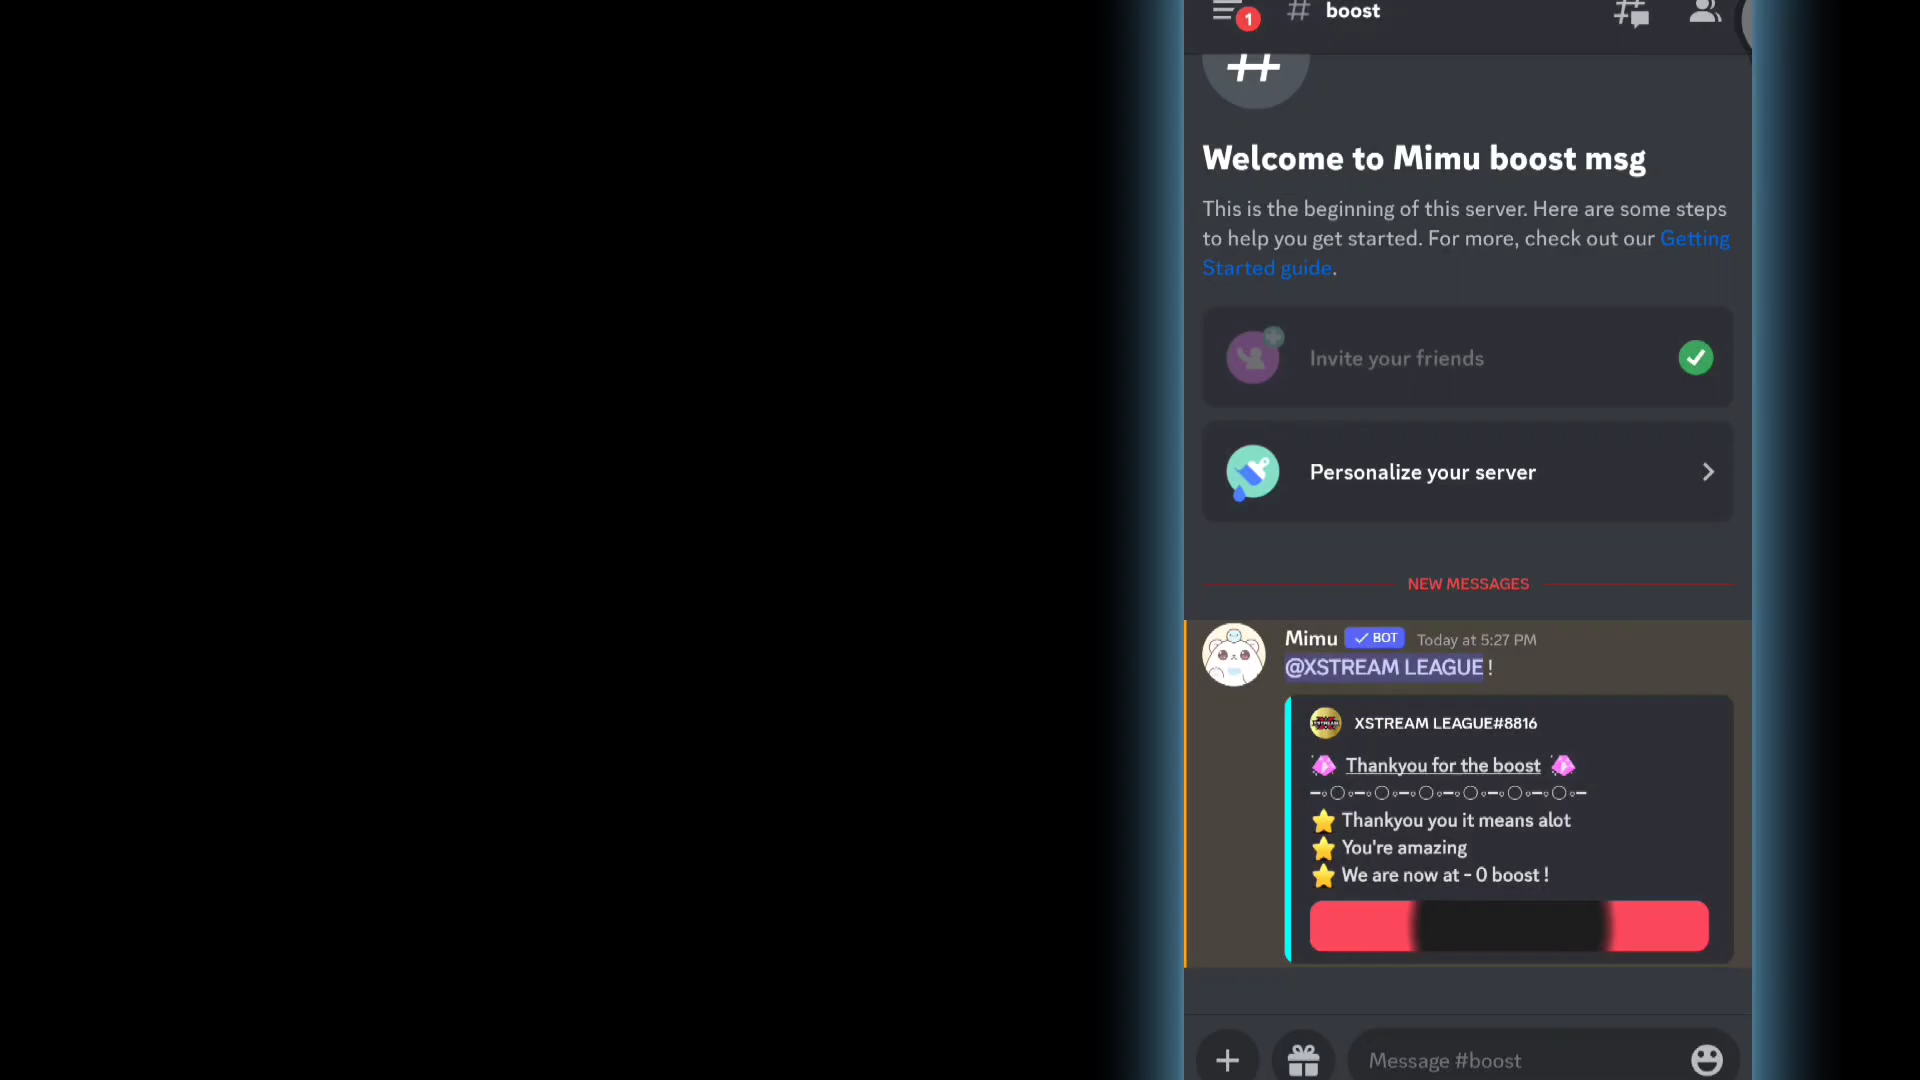 1
# boost
Welcome to Mimu boost msg
This is the beginning of this server. Here are some steps
to help you get started. For more, check out our Getting
Started guide.
Invite your friends
Personalize your server
NEW MESSAGES
Mimu BOT Today at 5:27 PM
@XSTREAM LEAGUE !
XSTREAM LEAGUE#8816
Thankyou for the boost
Thankyou you it means alot
You're amazing
We are now at - 0 boost !
Message #boost